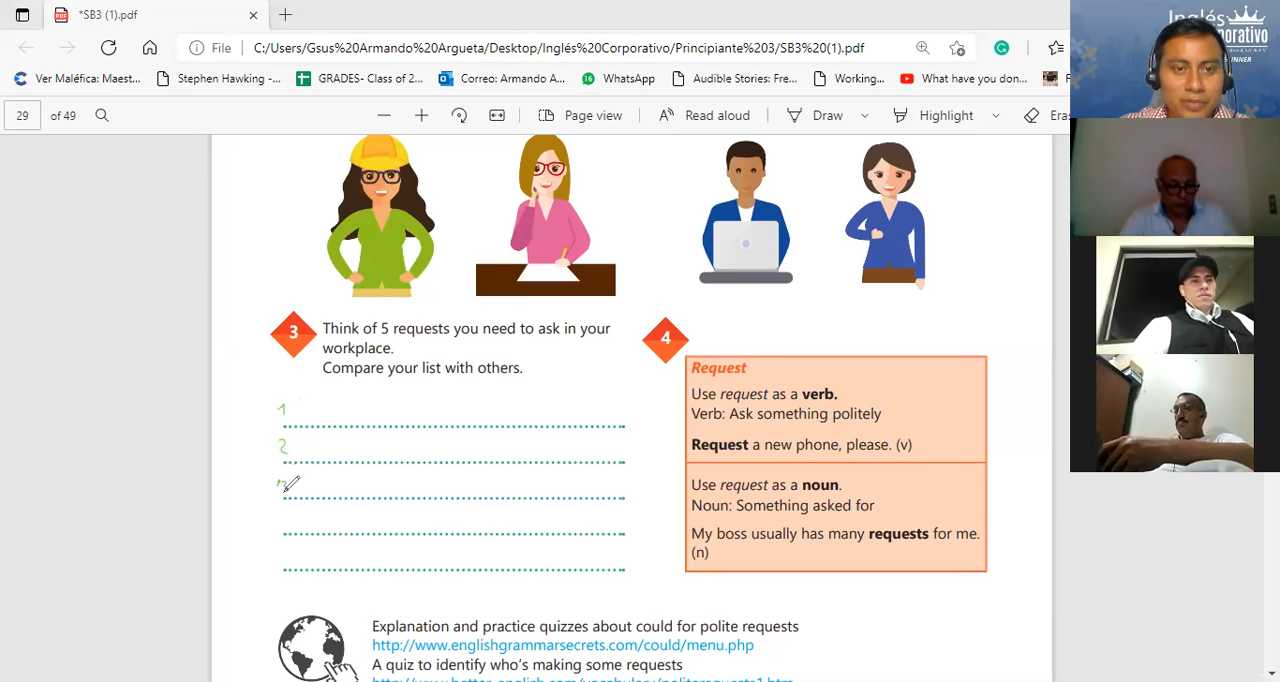 *SB3 (1).pdf
File
C:/Users/Gsus%20Armando%20Argueta/Desktop/Inglés%20Corporativo/Principiante%203/SB3%20(1).pdf
Ver Maléfica: Maest...
Stephen Hawking -...
GRADES- Class of 2...
Correo: Armando A...
16
WhatsApp
Audible Stories: Fre...
Working...
What have you don...
29 of 49
Page view
Read aloud
Draw
Highlight
Eras
3
Think of 5 requests you need to ask in your
workplace.
Compare your list with others.
1
2
4
Request
Use request as a verb.
Verb: Ask something politely
Request a new phone, please. (v)
Use request as a noun.
Noun: Something asked for
My boss usually has many requests for me.
(n)
Explanation and practice quizzes about could for polite requests
http://www.englishgrammarsecrets.com/could/menu.php
A quiz to identify who's making some requests
Inglés